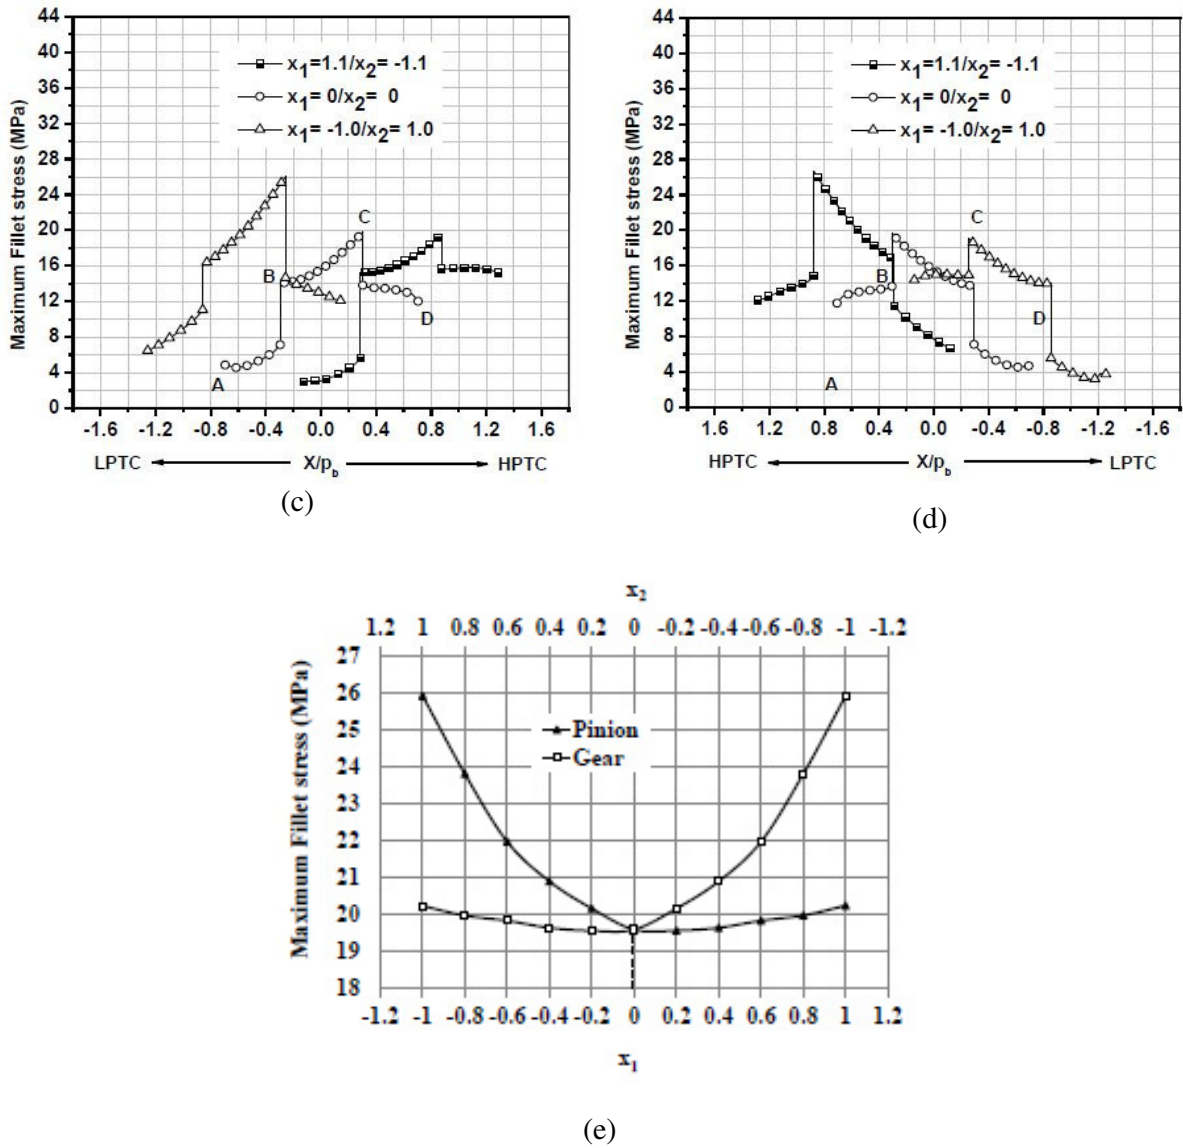 44
40
36
32
28
24
20
16
12
8
4
0
Maximum Fillet stress (MPa)
x1=1.1/x2= -1.1
x1= 0/x2= 0
x1= -1.0/x2= 1.0
C
B
D
A
-1.6 -1.2 -0.8 -0.4 0.0 0.4 0.8 1.2 1.6
LPTC X/pb HPTC
(c)
44
40
36
32
28
24
20
16
12
8
4
0
Maximum Fillet stress (MPa)
x1=1.1/x2= -1.1
x1= 0/x2= 0
x1= -1.0/x2= 1.0
C
B
D
A
1.6 1.2 0.8 0.4 0.0 -0.4 -0.8 -1.2 -1.6
HPTC X/pb LPTC
(d)
x2
1.2 1 0.8 0.6 0.4 0.2 0 -0.2 -0.4 -0.6 -0.8 -1 -1.2
27
26
25
24
23
22
21
20
19
18
Maximum Fillet stress (MPa)
Pinion
Gear
-1.2 -1 -0.8 -0.6 -0.4 -0.2 0 0.2 0.4 0.6 0.8 1 1.2
x1
(e)